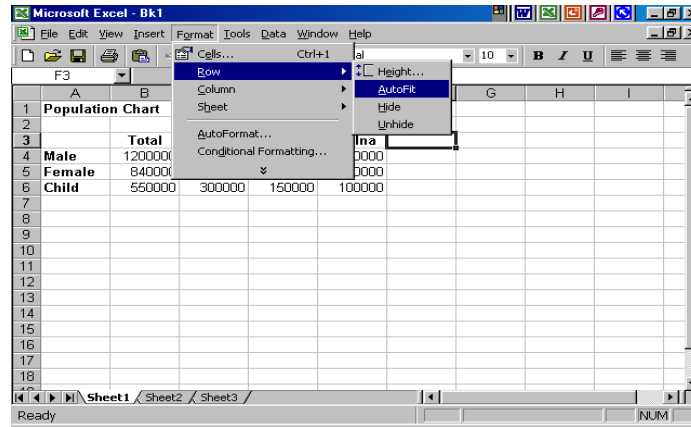 Microsoft Excel - Bk1
File Edit View Insert Format Tools Data Window Help
Cells... Ctrl+1
10 B I U
F3
Row
Height...
Column
AutoFit
Sheet
Hide
AutoFormat...
Unhide
Conditional Formatting...
A B G H I
1 Population Chart
2
3 Total
4 Male 1200000
5 Female
6 Child 550000 300000 150000 100000
7
8
9
10
11
12
13
14
15
16
17
18
Sheet1 Sheet2 Sheet3
Ready NUM